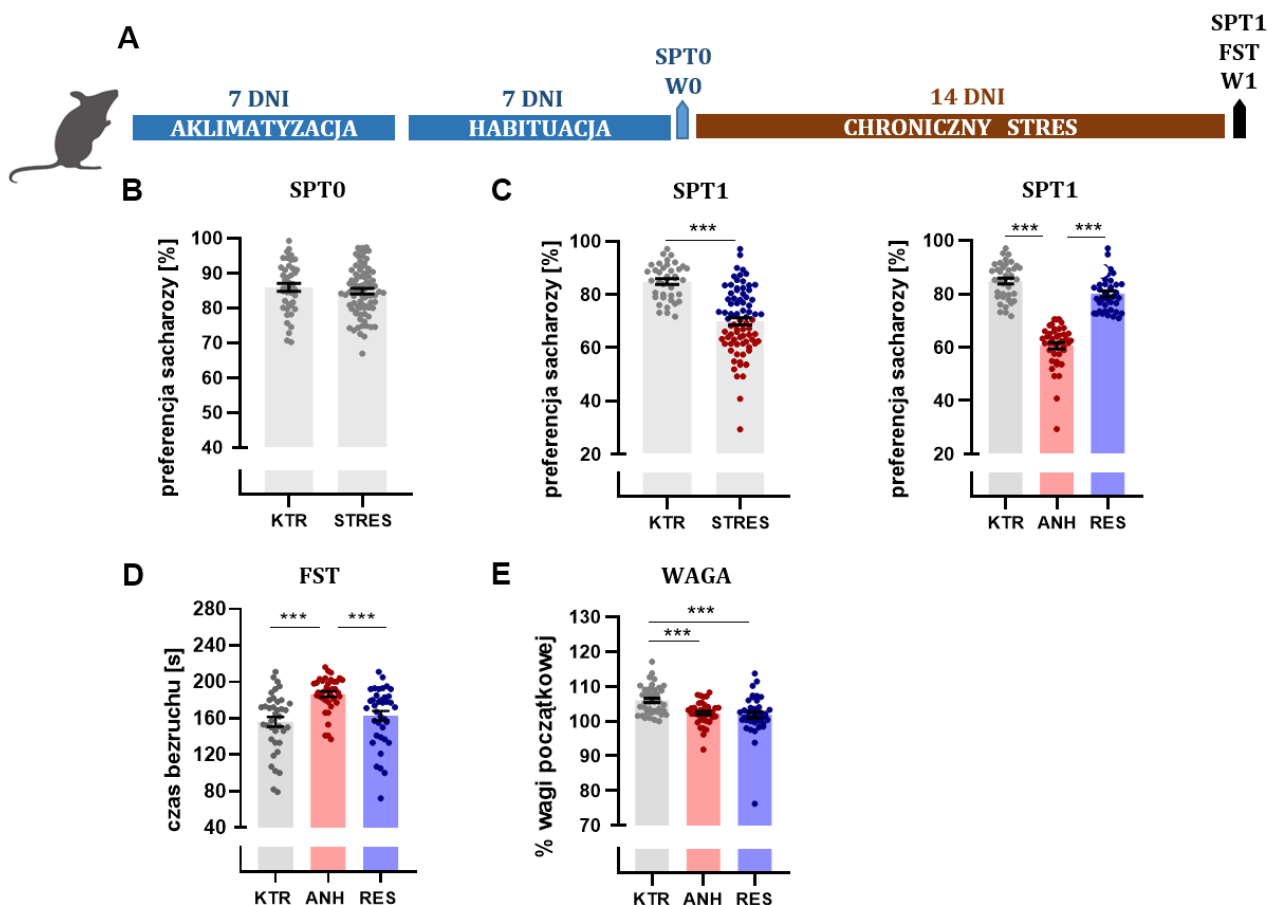 A
SPT0
W0
SPT1
FST
W1
7 DNI
7 DNI
14 DNI
AKLIMATYZACJA
HABITUACJA
CHRONICZNY STRES
B
SPT0
preferencja sacharozy [%]
100
90
80
70
60
50
40
KTR
STRES
C
SPT1
preferencja sacharozy [%]
100
80
60
40
20
***
KTR
STRES
SPT1
preferencja sacharozy [%]
100
80
60
40
20
*** ***
KTR
ANH
RES
D
FST
czas bezruchu [s]
280
240
200
160
120
80
40
*** ***
KTR
ANH
RES
E
WAGA
% wagi początkowej
130
120
110
100
90
80
70
***
***
KTR
ANH
RES